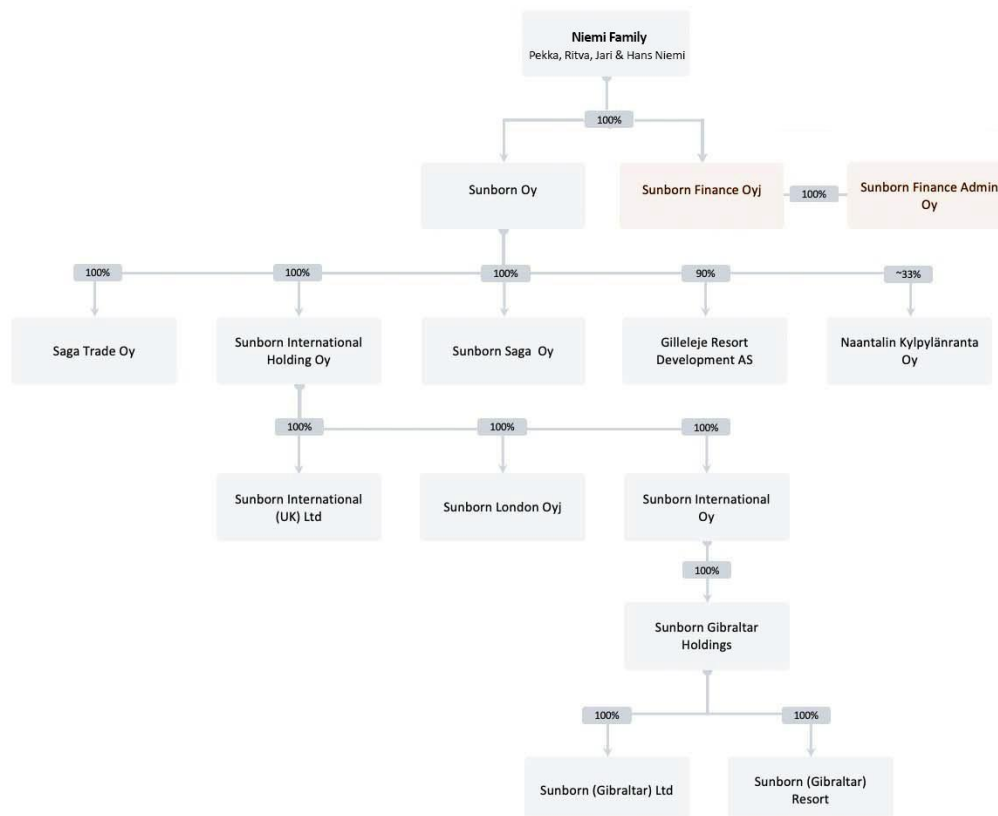 Niemi Family
Pekka, Ritva, Jari & Hans Niemi
100%
Sunborn Oy
Sunborn Finance Oyj
100%
Sunborn Finance Admin
Oy
100%
100%
100%
90%
~33%
Saga Trade Oy
Sunborn International
Holding Oy
Sunborn Saga Oy
Gilleleje Resort
Development AS
Naantalin Kylpylänranta
Oy
100%
100%
100%
Sunborn International
(UK) Ltd
Sunborn London Oyj
Sunborn International
Oy
100%
Sunborn Gibraltar
Holdings
100%
100%
Sunborn (Gibraltar) Ltd
Sunborn (Gibraltar)
Resort